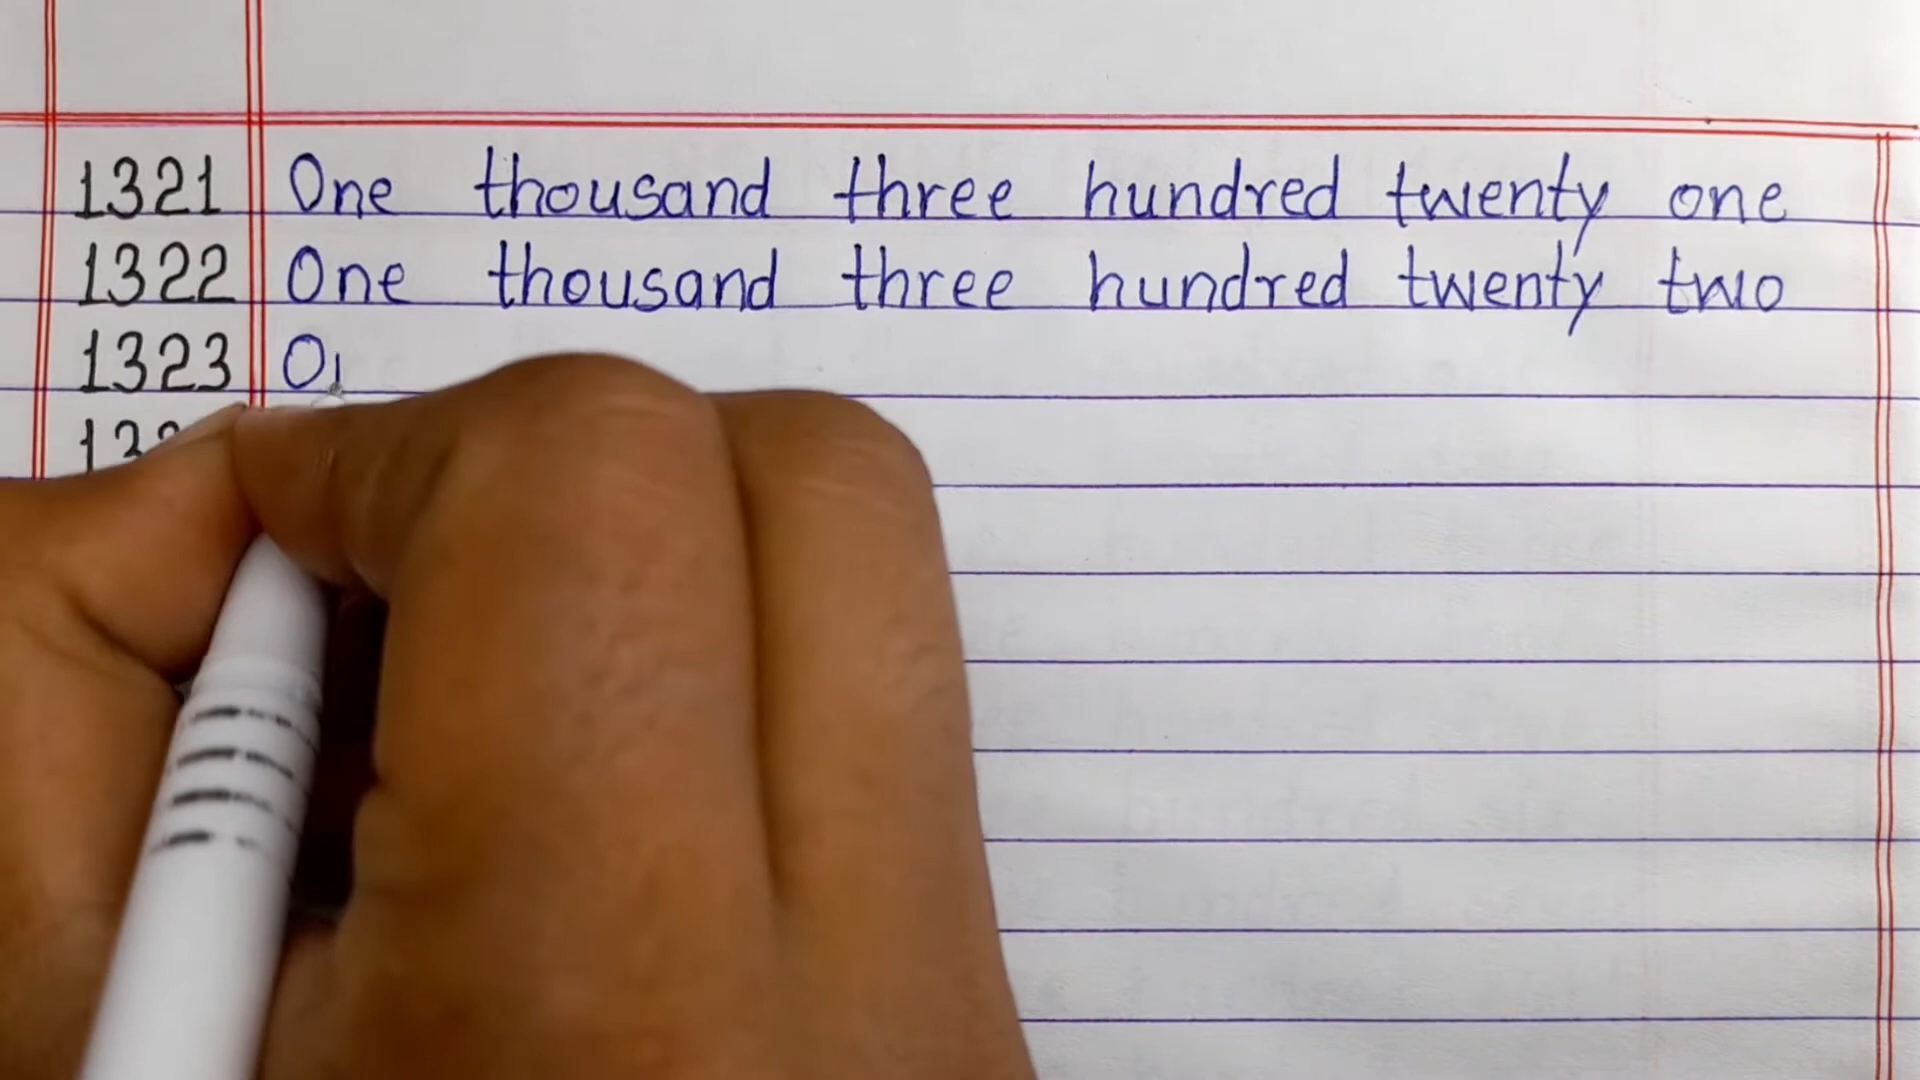 1321 One thousand three hundred twenty one
1322 One thousand three hundred twenty two
1323